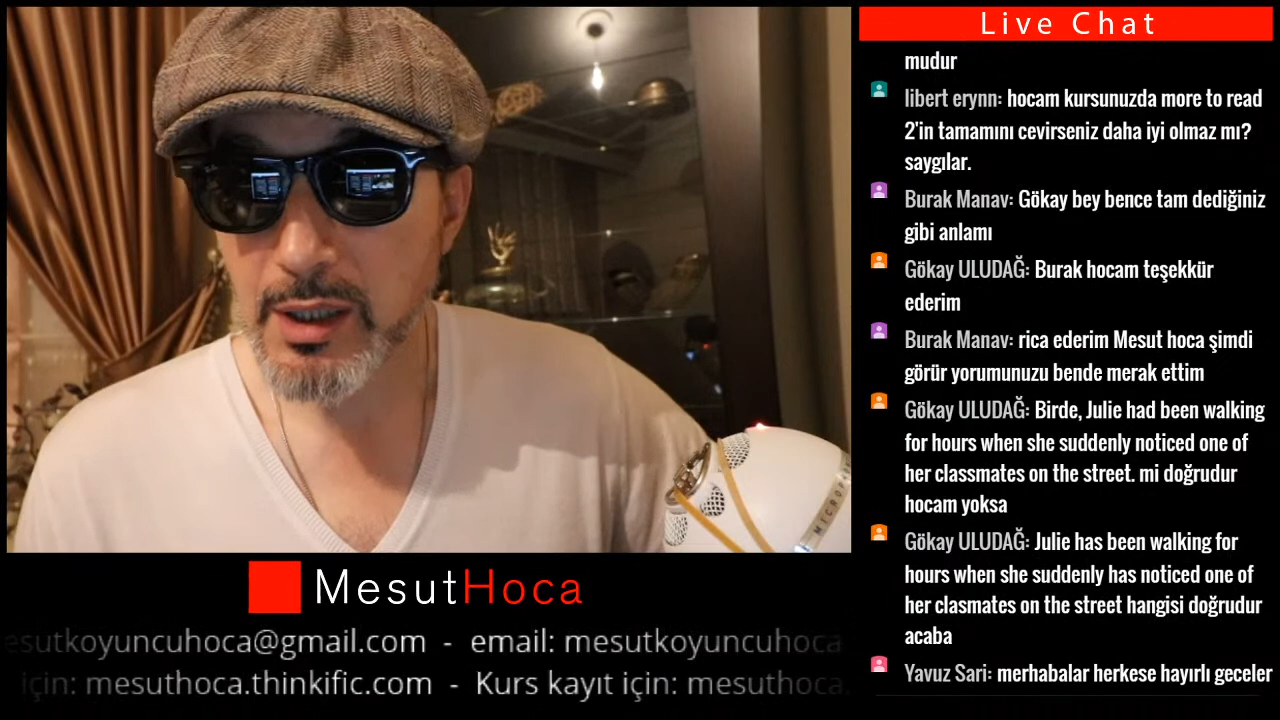 Live Chat
mudur
libert erynn: hocam kursunuzda more to read
2'in tamamını cevirseniz daha iyi olmaz mı?
saygılar.
Burak Manav: Gökay bey bence tam dediğiniz
gibi anlamı
Gökay ULUDAĞ: Burak hocam teşekkür
ederim
Burak Manav: rica ederim Mesut hoca şimdi
görür yorumunuzu bende merak ettim
Gökay ULUDAĞ: Birde, Julie had been walking
for hours when she suddenly noticed one of
her classmates on the street. mi doğrudur
hocam yoksa
Gökay ULUDAĞ: Julie has been walking for
hours when she suddenly has noticed one of
her clasmates on the street hangisi doğrudur
acaba
Yavuz Sari: merhabalar herkese hayırlı geceler
MesutHoca
esutkoyuncuhoca@gmail.com - email: mesutkoyuncuhoca
için: mesuthoca.thinkific.com - Kurs kayıt için: mesuthoca.